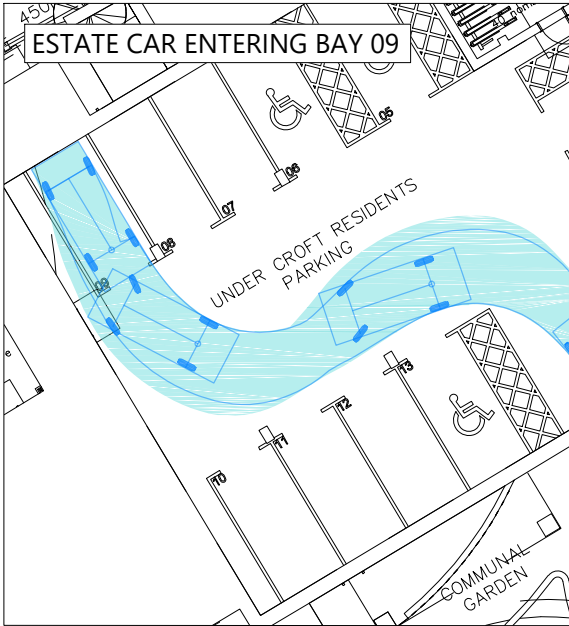 450
ESTATE CAR ENTERING BAY 09
05
06
07
08
09
UNDER CROFT RESIDENTS
PARKING
13
12
11
10
COMMUNAL
GARDEN